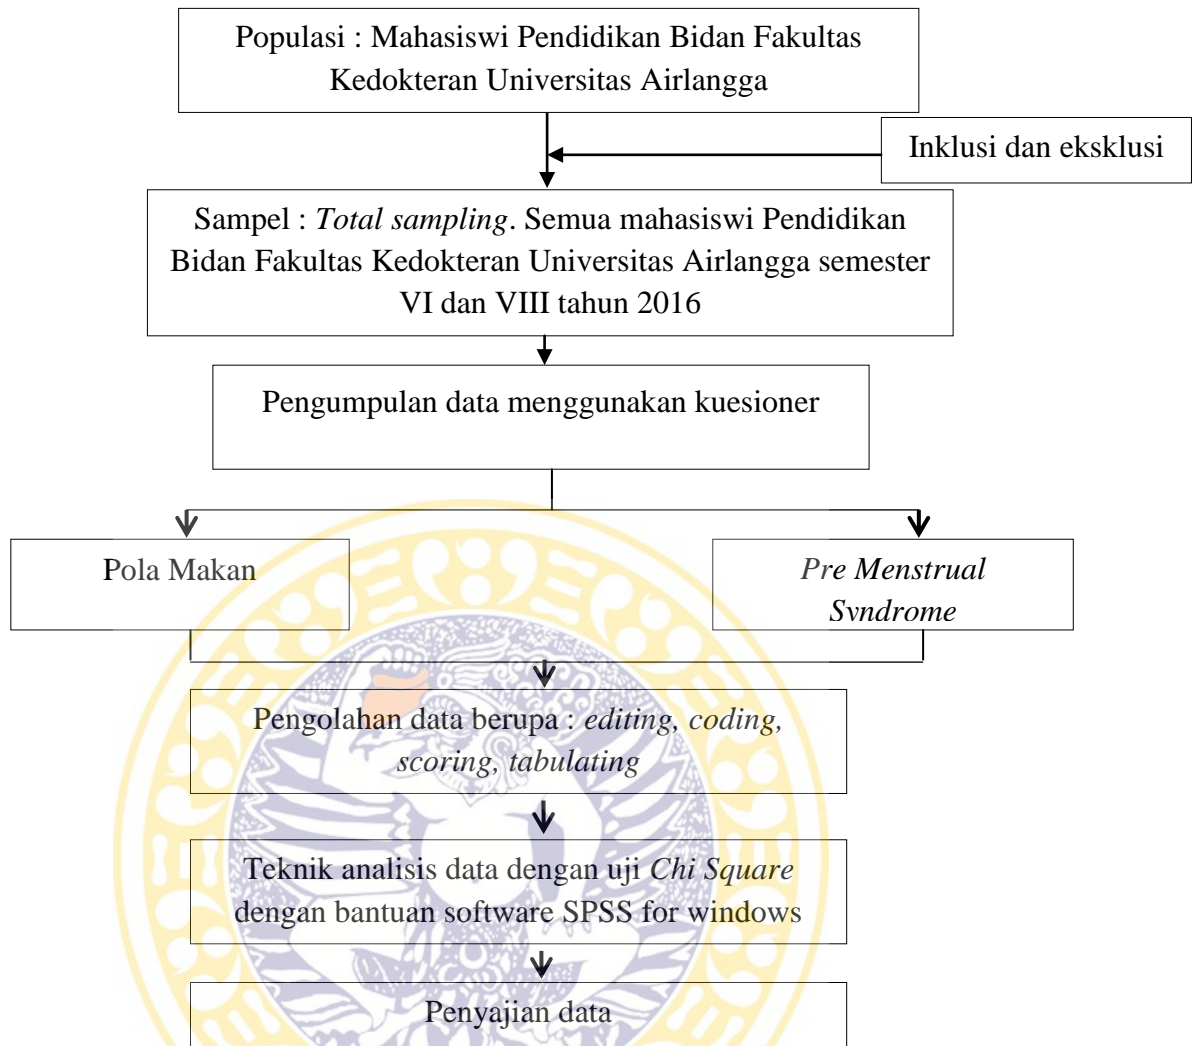 Populasi : Mahasiswi Pendidikan Bidan Fakultas
Kedokteran Universitas Airlangga
Inklusi dan eksklusi
Sampel : Total sampling. Semua mahasiswi Pendidikan
Bidan Fakultas Kedokteran Universitas Airlangga semester
VI dan VIII tahun 2016
Pengumpulan data menggunakan kuesioner
Pola Makan
Pre Menstrual
Syndrome
Pengolahan data berupa : editing, coding,
scoring, tabulating
Teknik analisis data dengan uji Chi Square
dengan bantuan software SPSS for windows
Penyajian data